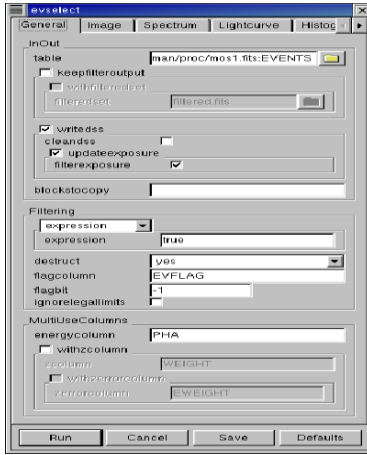 evselect
General Image Spectrum Lightcurve Histog
InOut
table man/proc/mos1.fits:EVENTS
keepfilteroutput
withfilteredset
filteredset filtered.fits
writedss
cleandss
updateexposure
filterexposure
blockstocopy
Filtering
expression
expression true
destruct yes
flagcolumn EVFLAG
flagbit -1
ignorelegallimits
MultiUseColumns
energycolumn PHA
withzcolumn
zcolumn WEIGHT
withzerrorcolumn
zerrorcolumn EWEIGHT
Run Cancel Save Defaults